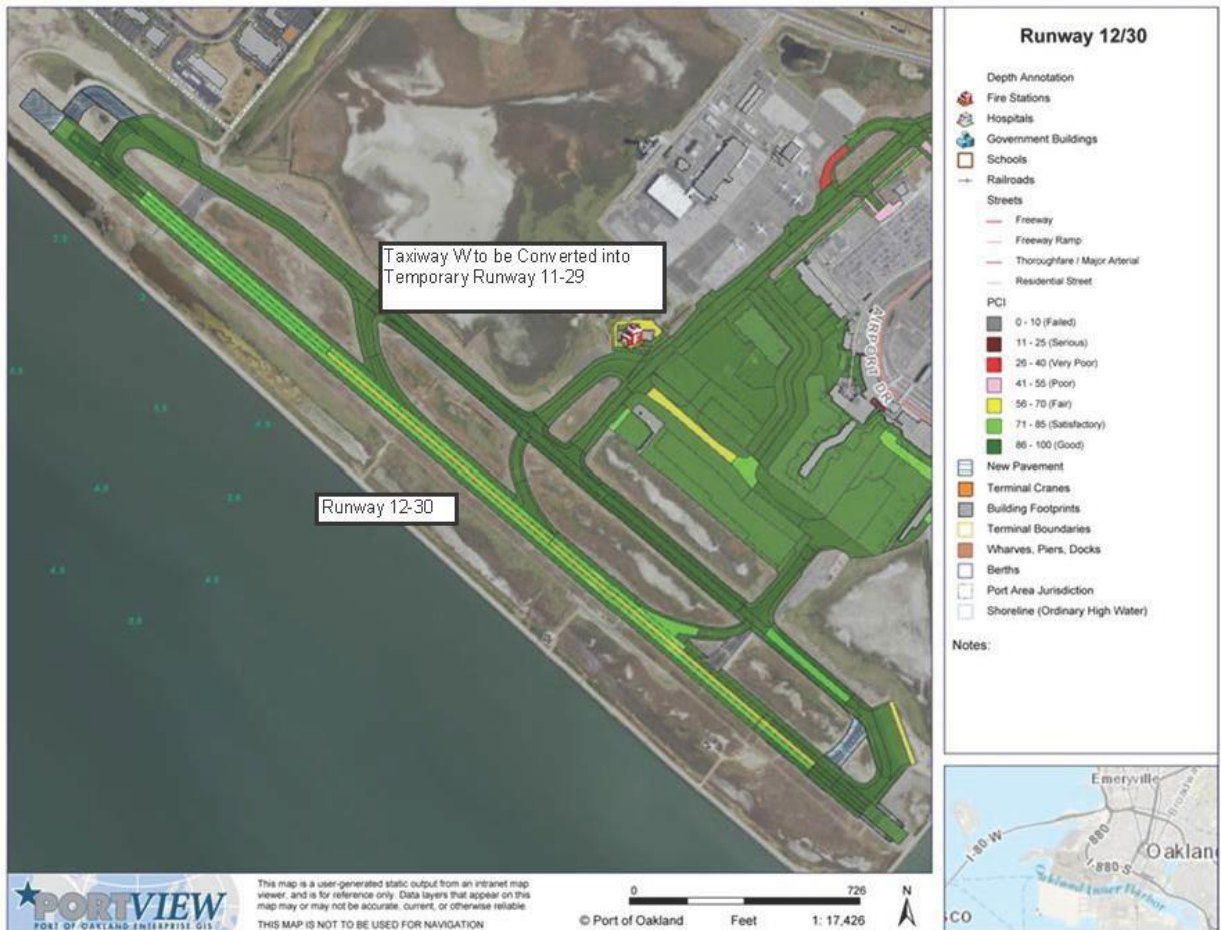 Taxiway W to be Converted into
Temporary Runway 11-29
Runway 12-30
AIRPORT DR
Runway 12/30
Depth Annotation
Fire Stations
Hospitals
Government Buildings
Schools
Railroads
Streets
Freeway
Freeway Ramp
Thoroughfare / Major Arterial
Residential Street
PCI
0 - 10 (Failed)
11 - 25 (Serious)
26 - 40 (Very Poor)
41 - 55 (Poor)
56 - 70 (Fair)
71 - 85 (Satisfactory)
86 - 100 (Good)
New Pavement
Terminal Cranes
Building Footprints
Terminal Boundaries
Wharves, Piers, Docks
Berths
Port Area Jurisdiction
Shoreline (Ordinary High Water)
Notes:
Emeryville
Broadway
I-80 W
880
I-880 S
Oaklan
Oakland Inner Harbor
SCO
PORTVIEW
PORT OF OAKLAND ENTERPRISE GIS
This map is a user-generated static output from an intranet map
viewer, and is for reference only. Data layers that appear on this
map may or may not be accurate, current, or otherwise reliable.
THIS MAP IS NOT TO BE USED FOR NAVIGATION
0 726
© Port of Oakland Feet 1: 17,426
N